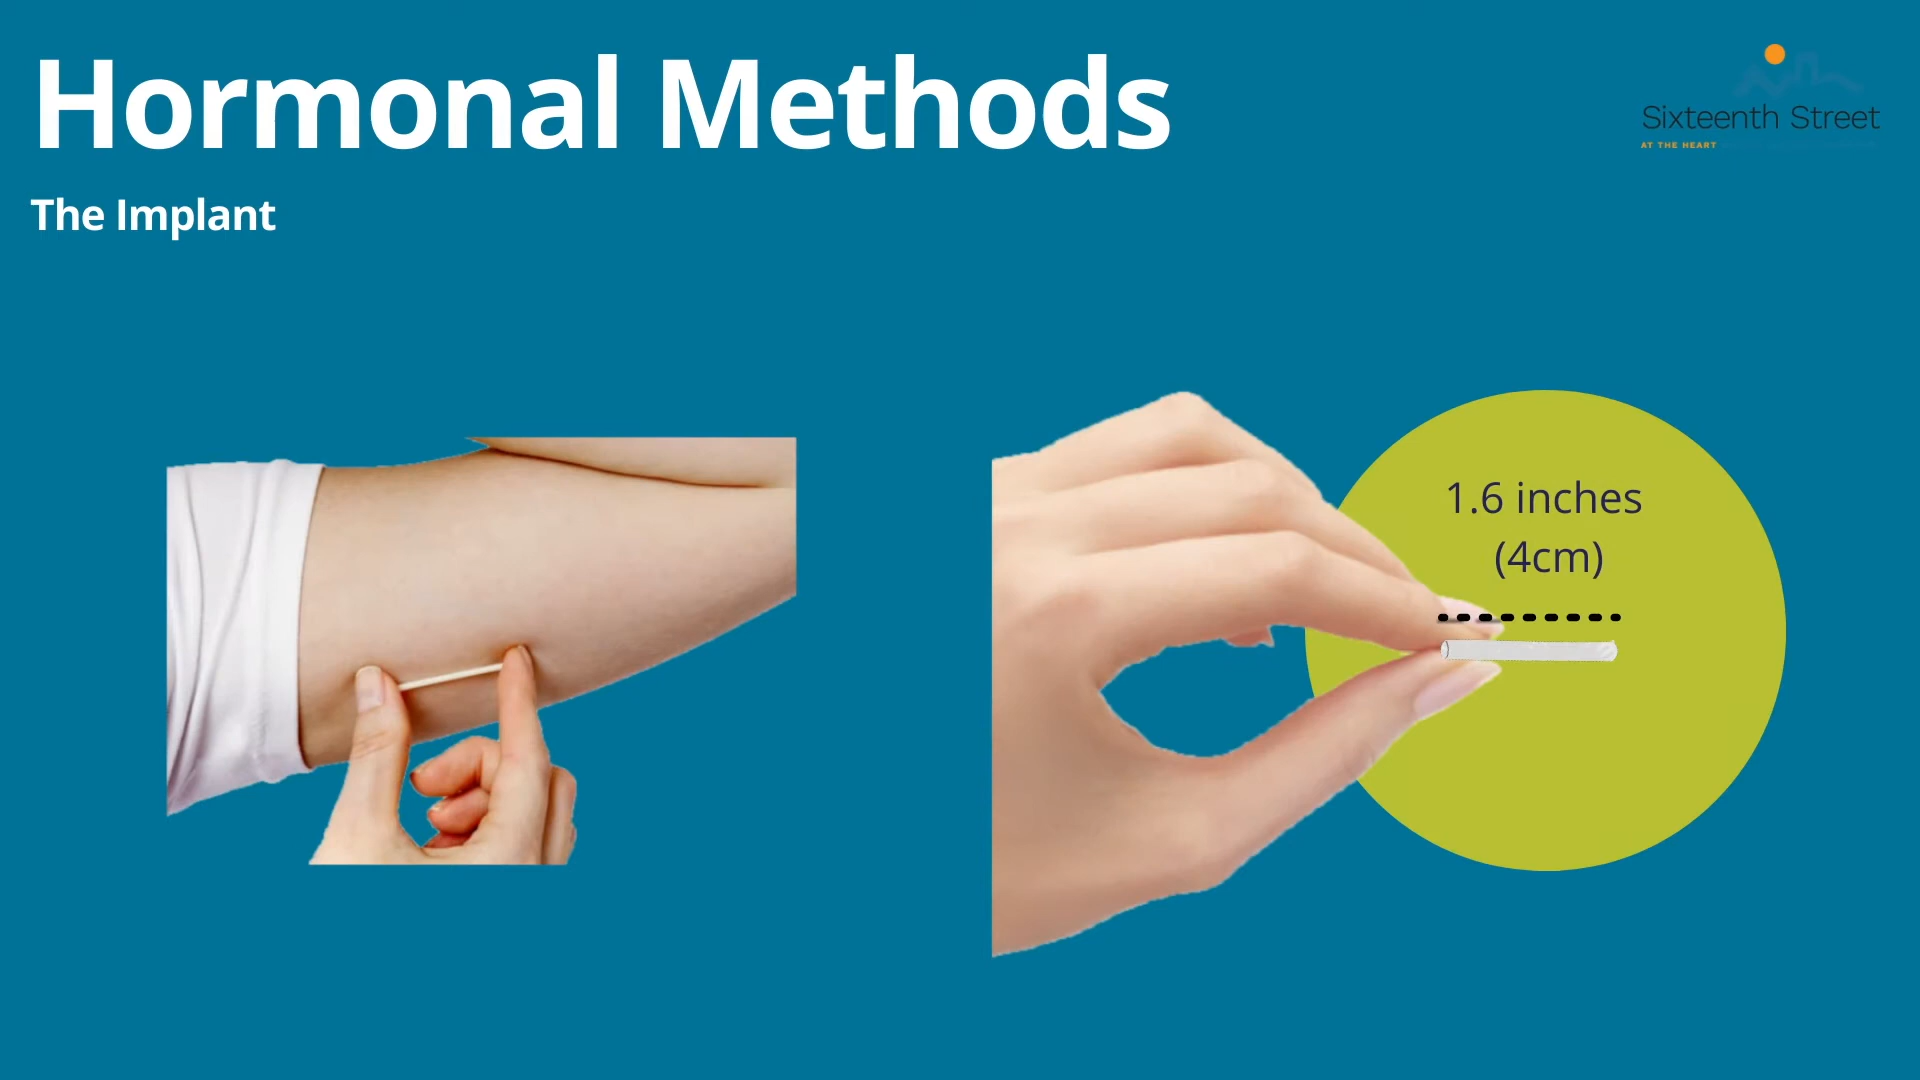 Hormonal Methods
The Implant
Sixteenth Street
AT THE HEART
1.6 inches
(4cm)